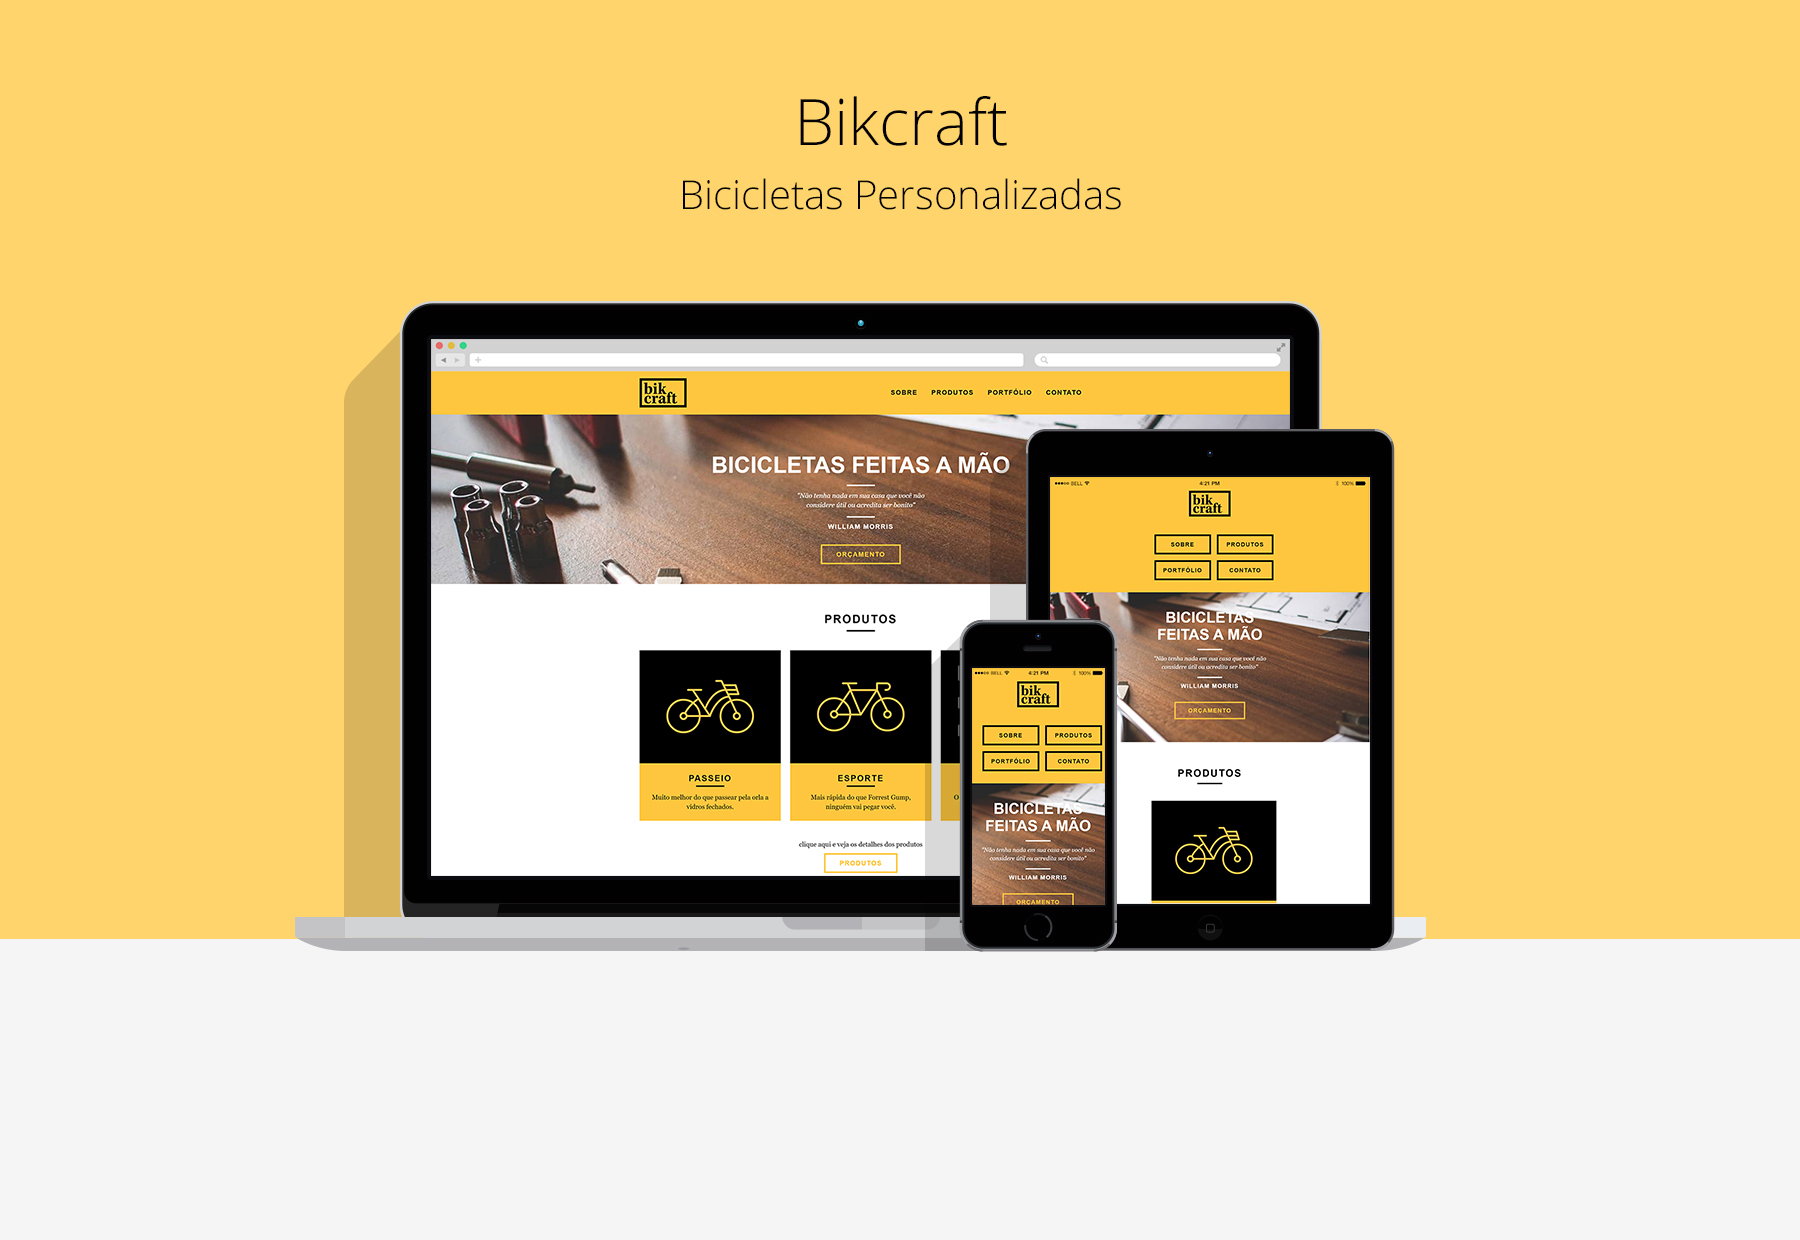 Bikcraft
Bicicletas Personalizadas
bik
craft
SOBRE PRODUTOS PORTFÓLIO CONTATO
BICICLETAS FEITAS A MÃO
"Não tenha nada em sua casa que você não
considere útil ou acredita ser bonito"
WILLIAM MORRIS
ORÇAMENTO
PRODUTOS
PASSEIO
Muito melhor do que passear pela orla a
vidros fechados.
ESPORTE
Mais rápida do que Forrest Gump,
ninguém vai pegar você.
O
clique aqui e veja os detalhes dos produtos
PRODUTOS
BELL 4:21 PM 100%
bik
craft
SOBRE PRODUTOS
PORTFÓLIO CONTATO
BICICLETAS
FEITAS A MÃO
"Não tenha nada em sua casa que você não
considere útil ou acredita ser bonito"
WILLIAM MORRIS
ORÇAMENTO
PRODUTOS
BELL 4:21 PM 100%
bik
craft
SOBRE PRODUTOS
PORTFÓLIO CONTATO
BICICLETAS
FEITAS A MÃO
"Não tenha nada em sua casa que você não
considere útil ou acredita ser bonito"
WILLIAM MORRIS
ORÇAMENTO